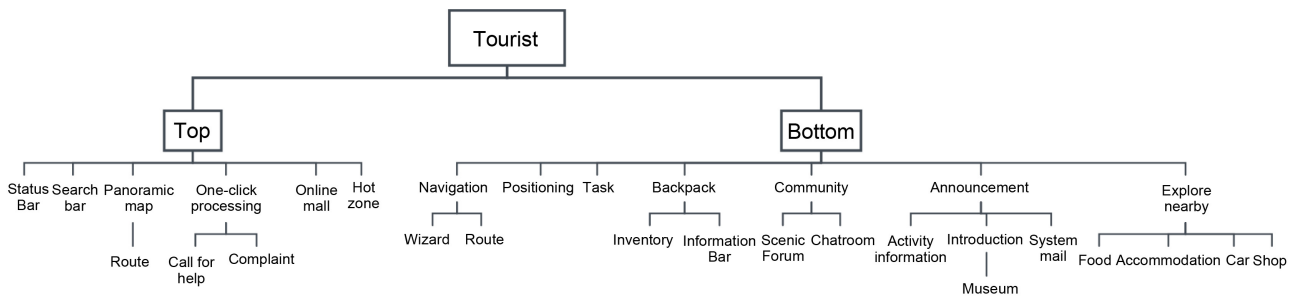 Tourist
Top
Bottom
Status Search Panoramic One-click Online Hot
Bar bar map processing mall zone
Navigation Positioning Task Backpack Community Announcement Explore
nearby
Wizard Route Inventory Information Scenic Chatroom Activity Introduction System
Bar Forum information mail
Route Call for Complaint
help
Food Accommodation Car Shop
Museum